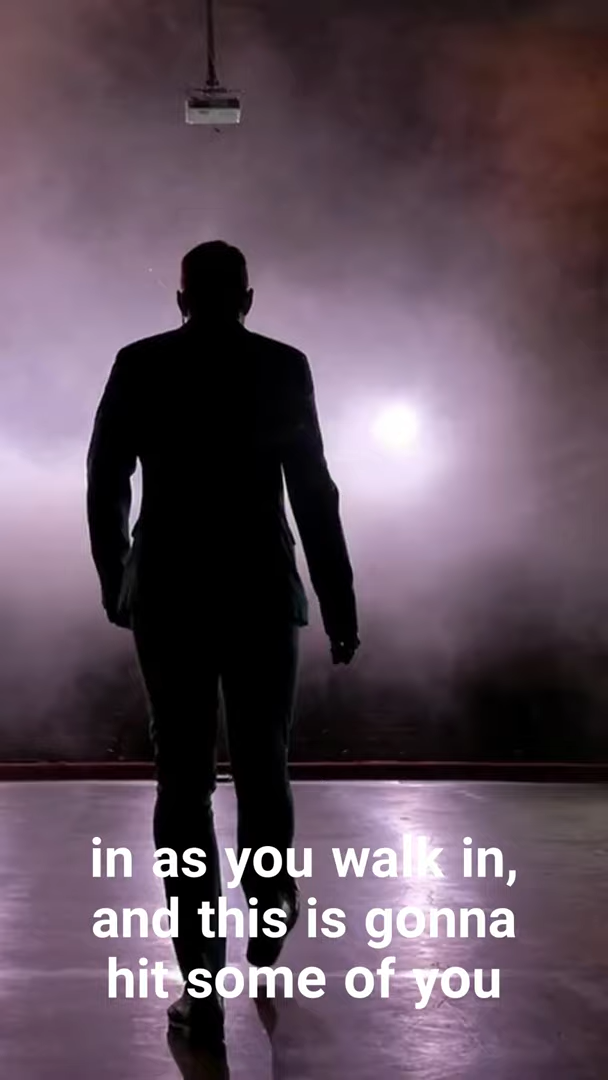 in as you walk in,
and this is gonna
hit some of you